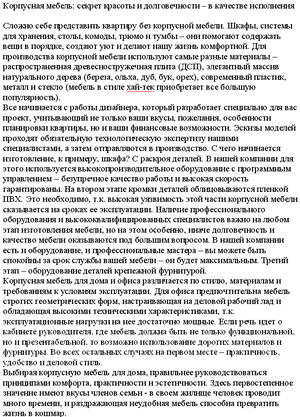 Корпусная мебель: секрет красоты и долговечности – в качестве исполнения

Сложно себе представить квартиру без корпусной мебели. Шкафы, системы
для хранения, столы, комоды, трюмо и тумбы – они помогают содержать
вещи в порядке, создают уют и делают нашу жизнь комфортной. Для
производства корпусной мебели используют самые разные материалы –
распространенная древесностружечная плита (ДСП), элегантный массив
натурального дерева (береза, ольха, дуб, бук, орех), современный пластик,
металл и стекло (мебель в стиле хай-тек приобретает все большую
популярность).
Все начинается с работы дизайнера, который разработает специально для вас
проект, учитывающий не только ваши вкусы, пожелания, особенности
планировки квартиры, но и ваши финансовые возможности. Эскизы моделей
проходят обязательную технологическую экспертизу нашими
специалистами, а затем отправляются в производство. С чего начинается
изготовление, к примеру, шкафа? С раскроя деталей. В нашей компании для
этого используется высокопроизводительное оборудование с программным
управлением – безупречное качество работы и высокая скорость
гарантированы. На втором этапе кромки деталей облицовываются пленкой
ПВХ. Это необходимо, т.к. высокая уязвимость этой части корпусной мебели
сказывается на сроках ее эксплуатации. Наличие профессионального
оборудования и высококвалифицированных специалистов важно на любом
этап изготовления мебели, но на этом особенно, иначе долговечность и
качество мебели оказываются под большим вопросом. В нашей компании
есть и оборудование, и профессиональные мастера – вы можете быть
спокойны за срок службы вашей мебели – он будет максимальным. Третий
этап – оборудование деталей крепежной фурнитурой.
Корпусная мебель для дома и офиса различается по стилю, материалам и
требованиям к условиям эксплуатации. Для офиса предпочтительна мебель
строгих геометрических форм, настраивающая на деловой рабочий лад и
обладающая высокими техническими характеристиками, т.к.
эксплуатационные нагрузки на нее достаточно мощные. Если речь идет о
кабинете руководителя, где мебель должна быть не только функциональной,
но и презентабельной, то возможно использование дорогих материалов и
фурнитуры. Во всех остальных случаях на первом месте – практичность,
удобство и деловой стиль.
Выбирая корпусную мебель для дома, правильнее руководствоваться
принципами комфорта, практичности и эстетичности. Здесь первостепенное
значение имеют вкусы членов семьи - в своем жилище человек проводит
много времени, и раздражающая неудобная мебель способна превратить
жизнь в кошмар.